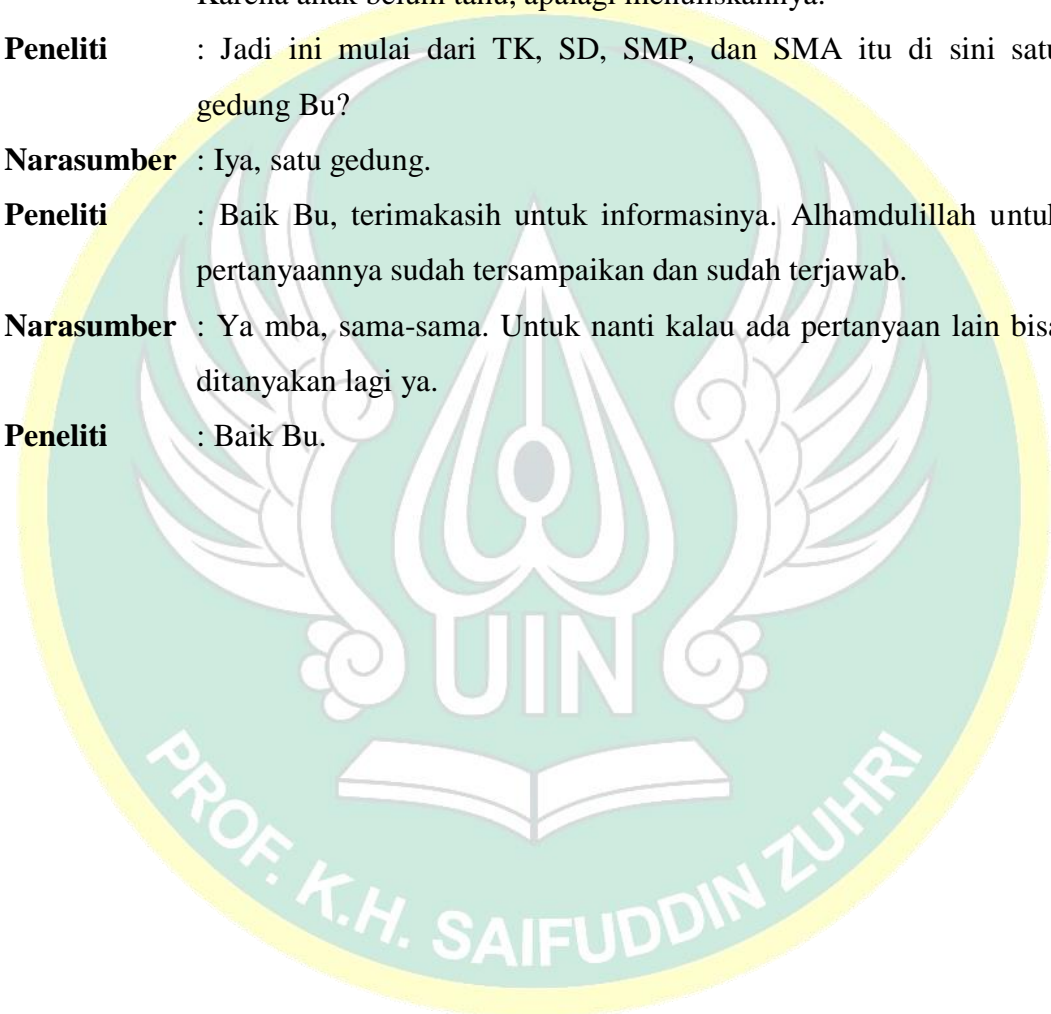 Karena anak belum tahu, apalagi menuliskannya.
Peneliti : Jadi ini mulai dari TK, SD, SMP, dan SMA itu di sini satu
gedung Bu?
Narasumber : Iya, satu gedung.
Peneliti : Baik Bu, terimakasih untuk informasinya. Alhamdulillah untuk
pertanyaannya sudah tersampaikan dan sudah terjawab.
Narasumber : Ya mba, sama-sama. Untuk nanti kalau ada pertanyaan lain bisa
ditanyakan lagi ya.
Peneliti : Baik Bu.
UIN
PROF. K.H. SAIFUDDIN ZUHRI